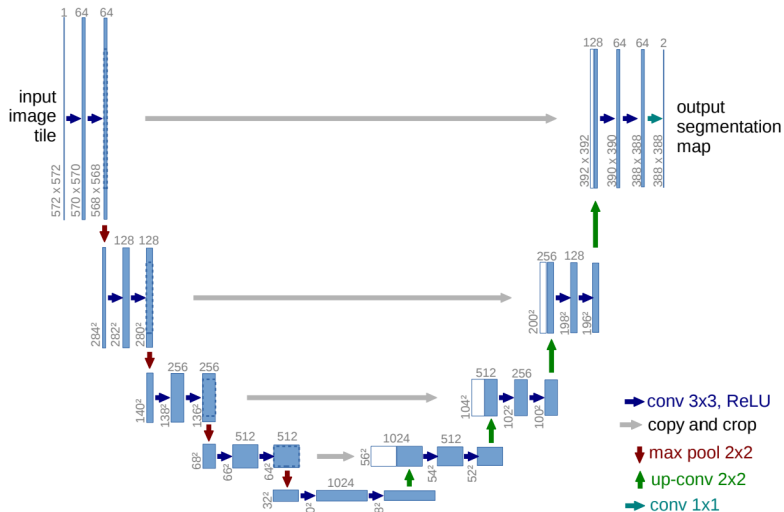 1 64 64
128 64 64 2
input
image
tile
output
segmentation
map
572 x 572
570 x 570
568 x 568
392 x 392
390 x 390
388 x 388
388 x 388
128 128
256 128
284²
282²
280²
200²
198²
196²
256 256
512 256
140²
138²
136²
104²
102²
100²
512 512
1024 512
68²
66²
64²
56²
54²
52²
1024
32²
conv 3x3, ReLU
copy and crop
max pool 2x2
up-conv 2x2
conv 1x1